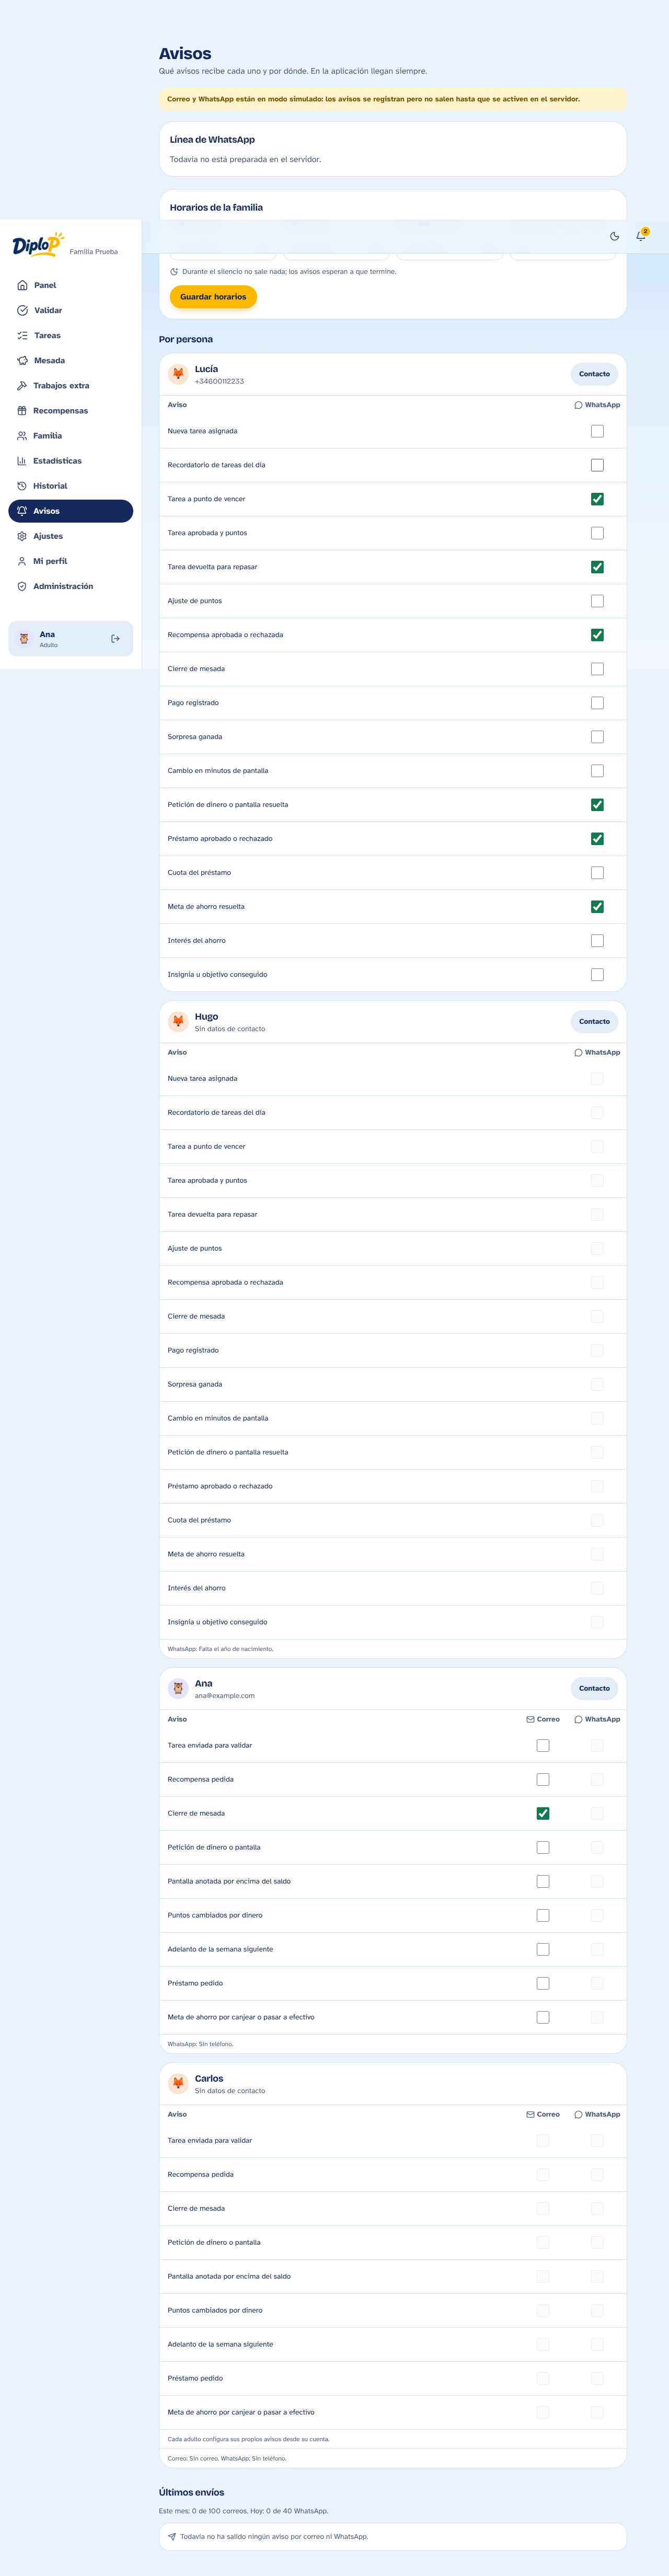 Avisos
Qué avisos recibe cada uno y por dónde. En la aplicación llegan siempre.
Correo y WhatsApp están en modo simulado: los avisos se registran pero no salen hasta que se activen en el servidor.
Línea de WhatsApp
Todavía no está preparada en el servidor.
Horarios de la familia
DiploP
Familia Prueba
2
Panel
Validar
Tareas
Mesada
Trabajos extra
Recompensas
Familia
Estadísticas
Historial
Avisos
Ajustes
Mi perfil
Administración
Ana
Adulto
Durante el silencio no sale nada; los avisos esperan a que termine.
Guardar horarios
Por persona
Lucía
+34600112233
Contacto
Aviso WhatsApp
Nueva tarea asignada
Recordatorio de tareas del día
Tarea a punto de vencer
Tarea aprobada y puntos
Tarea devuelta para repasar
Ajuste de puntos
Recompensa aprobada o rechazada
Cierre de mesada
Pago registrado
Sorpresa ganada
Cambio en minutos de pantalla
Petición de dinero o pantalla resuelta
Préstamo aprobado o rechazado
Cuota del préstamo
Meta de ahorro resuelta
Interés del ahorro
Insignia u objetivo conseguido
Hugo
Sin datos de contacto
Contacto
Aviso WhatsApp
Nueva tarea asignada
Recordatorio de tareas del día
Tarea a punto de vencer
Tarea aprobada y puntos
Tarea devuelta para repasar
Ajuste de puntos
Recompensa aprobada o rechazada
Cierre de mesada
Pago registrado
Sorpresa ganada
Cambio en minutos de pantalla
Petición de dinero o pantalla resuelta
Préstamo aprobado o rechazado
Cuota del préstamo
Meta de ahorro resuelta
Interés del ahorro
Insignia u objetivo conseguido
WhatsApp: Falta el año de nacimiento.
Ana
ana@example.com
Contacto
Aviso Correo WhatsApp
Tarea enviada para validar
Recompensa pedida
Cierre de mesada
Petición de dinero o pantalla
Pantalla anotada por encima del saldo
Puntos cambiados por dinero
Adelanto de la semana siguiente
Préstamo pedido
Meta de ahorro por canjear o pasar a efectivo
WhatsApp: Sin teléfono.
Carlos
Sin datos de contacto
Aviso Correo WhatsApp
Tarea enviada para validar
Recompensa pedida
Cierre de mesada
Petición de dinero o pantalla
Pantalla anotada por encima del saldo
Puntos cambiados por dinero
Adelanto de la semana siguiente
Préstamo pedido
Meta de ahorro por canjear o pasar a efectivo
Cada adulto configura sus propios avisos desde su cuenta.
Correo: Sin correo. WhatsApp: Sin teléfono.
Últimos envíos
Este mes: 0 de 100 correos. Hoy: 0 de 40 WhatsApp.
Todavía no ha salido ningún aviso por correo ni WhatsApp.